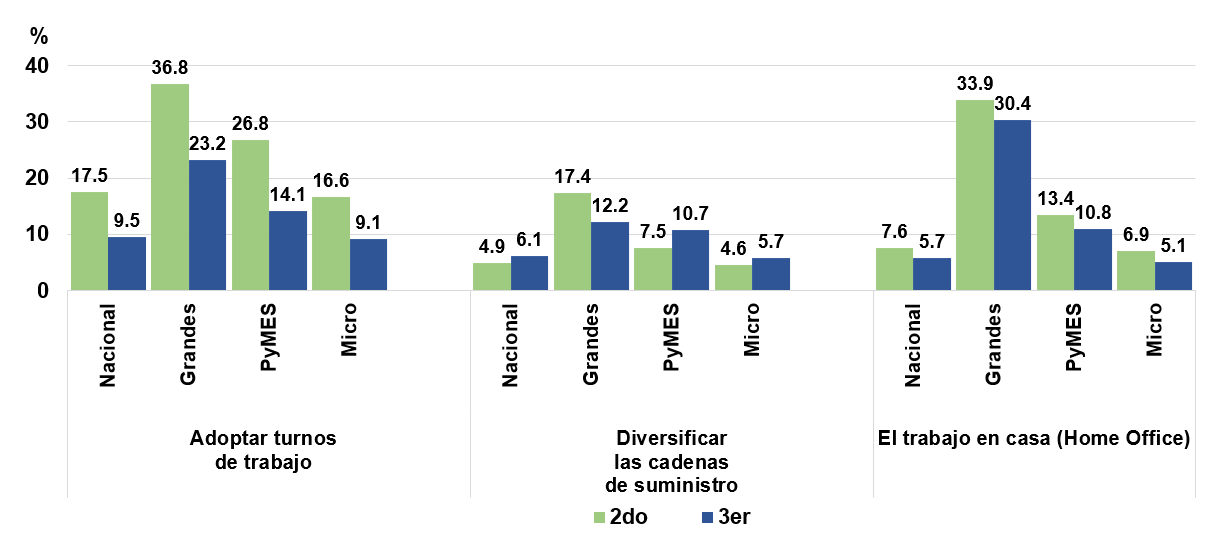 %
40
30
20
10
0
36.8
33.9
30.4
26.8
23.2
17.5
17.4
16.6
14.1
13.4
12.2
10.7
10.8
9.5
9.1
7.5
7.6
6.9
4.9
6.1
4.6
5.7
5.7
5.1
Nacional
Grandes
PyMES
Micro
Nacional
Grandes
PyMES
Micro
Nacional
Grandes
PyMES
Micro
Adoptar turnos
de trabajo
Diversificar
las cadenas
de suministro
El trabajo en casa (Home Office)
2do
3er